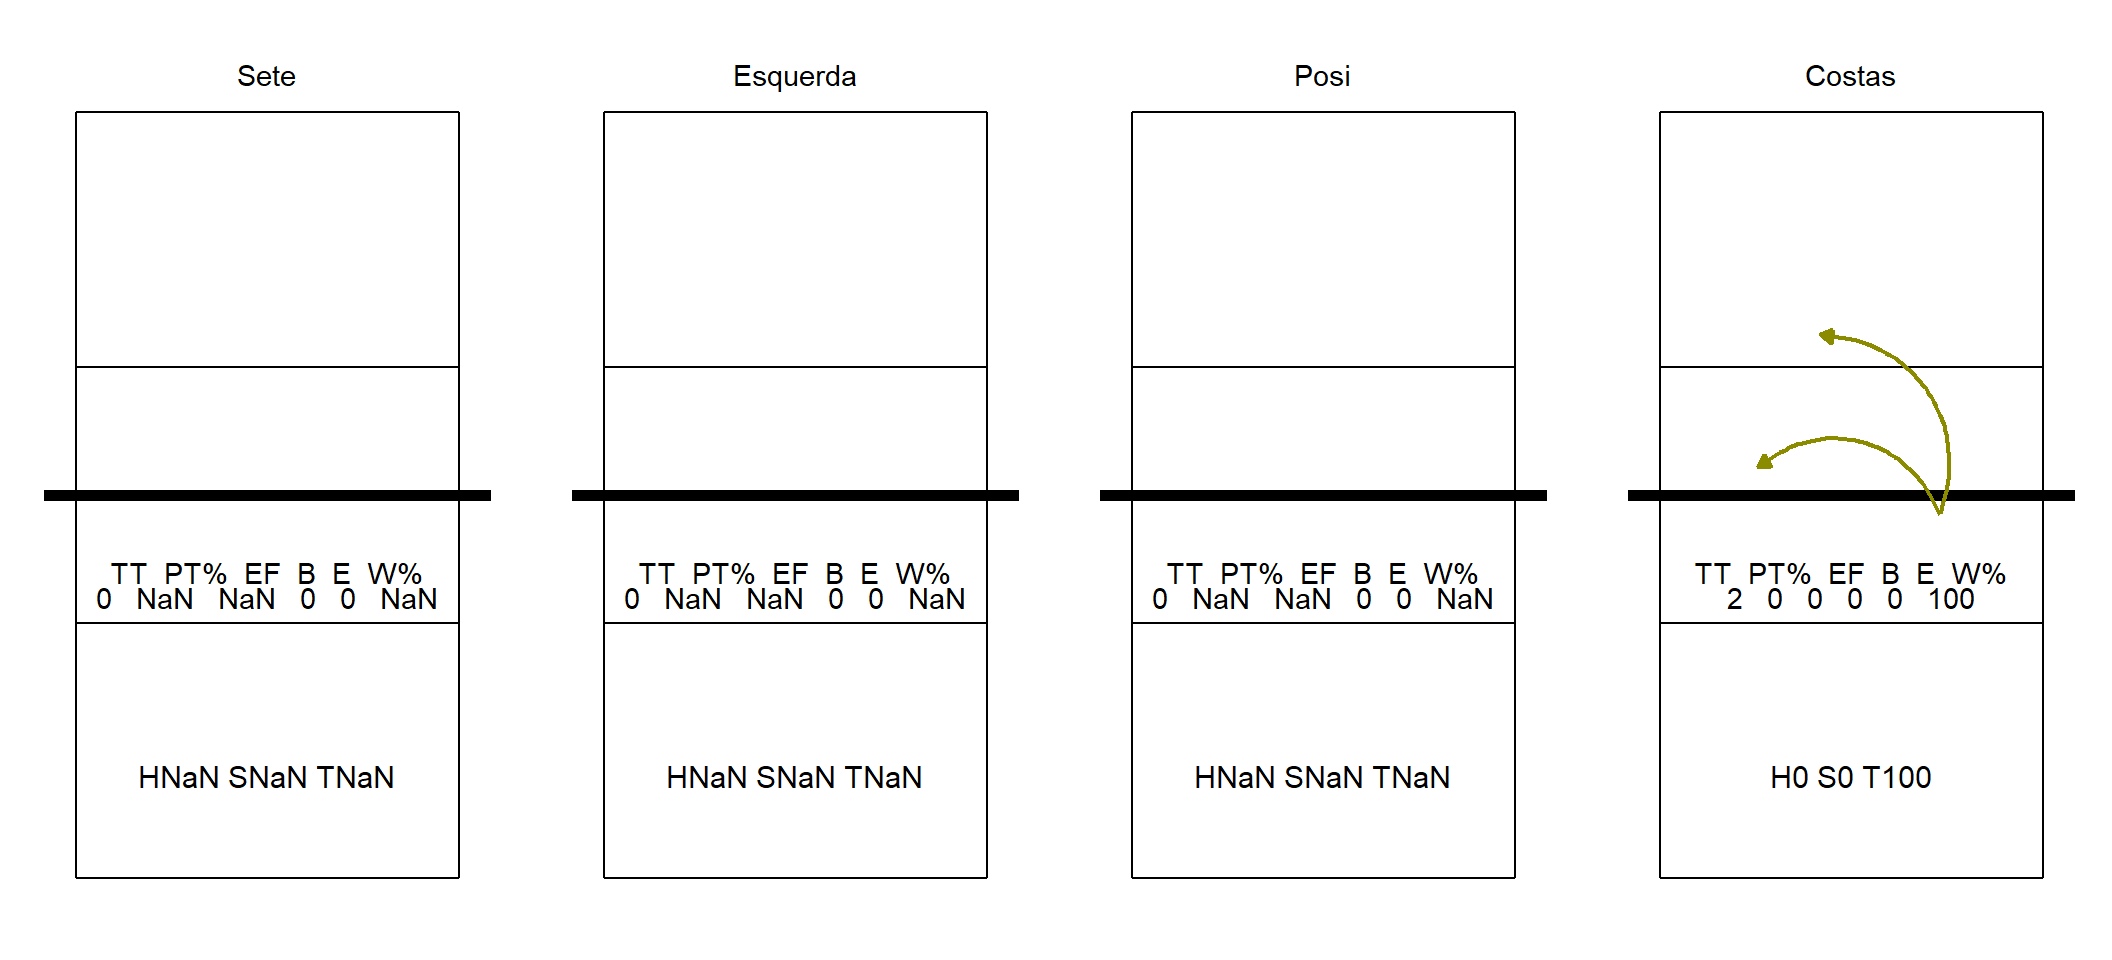 Sete
TT PT% EF B E W%
0 NaN NaN 0 0 NaN
HNaN SNaN TNaN
Esquerda
TT PT% EF B E W%
0 NaN NaN 0 0 NaN
HNaN SNaN TNaN
Posi
TT PT% EF B E W%
0 NaN NaN 0 0 NaN
HNaN SNaN TNaN
Costas
TT PT% EF B E W%
2 0 0 0 0 100
H0 S0 T100